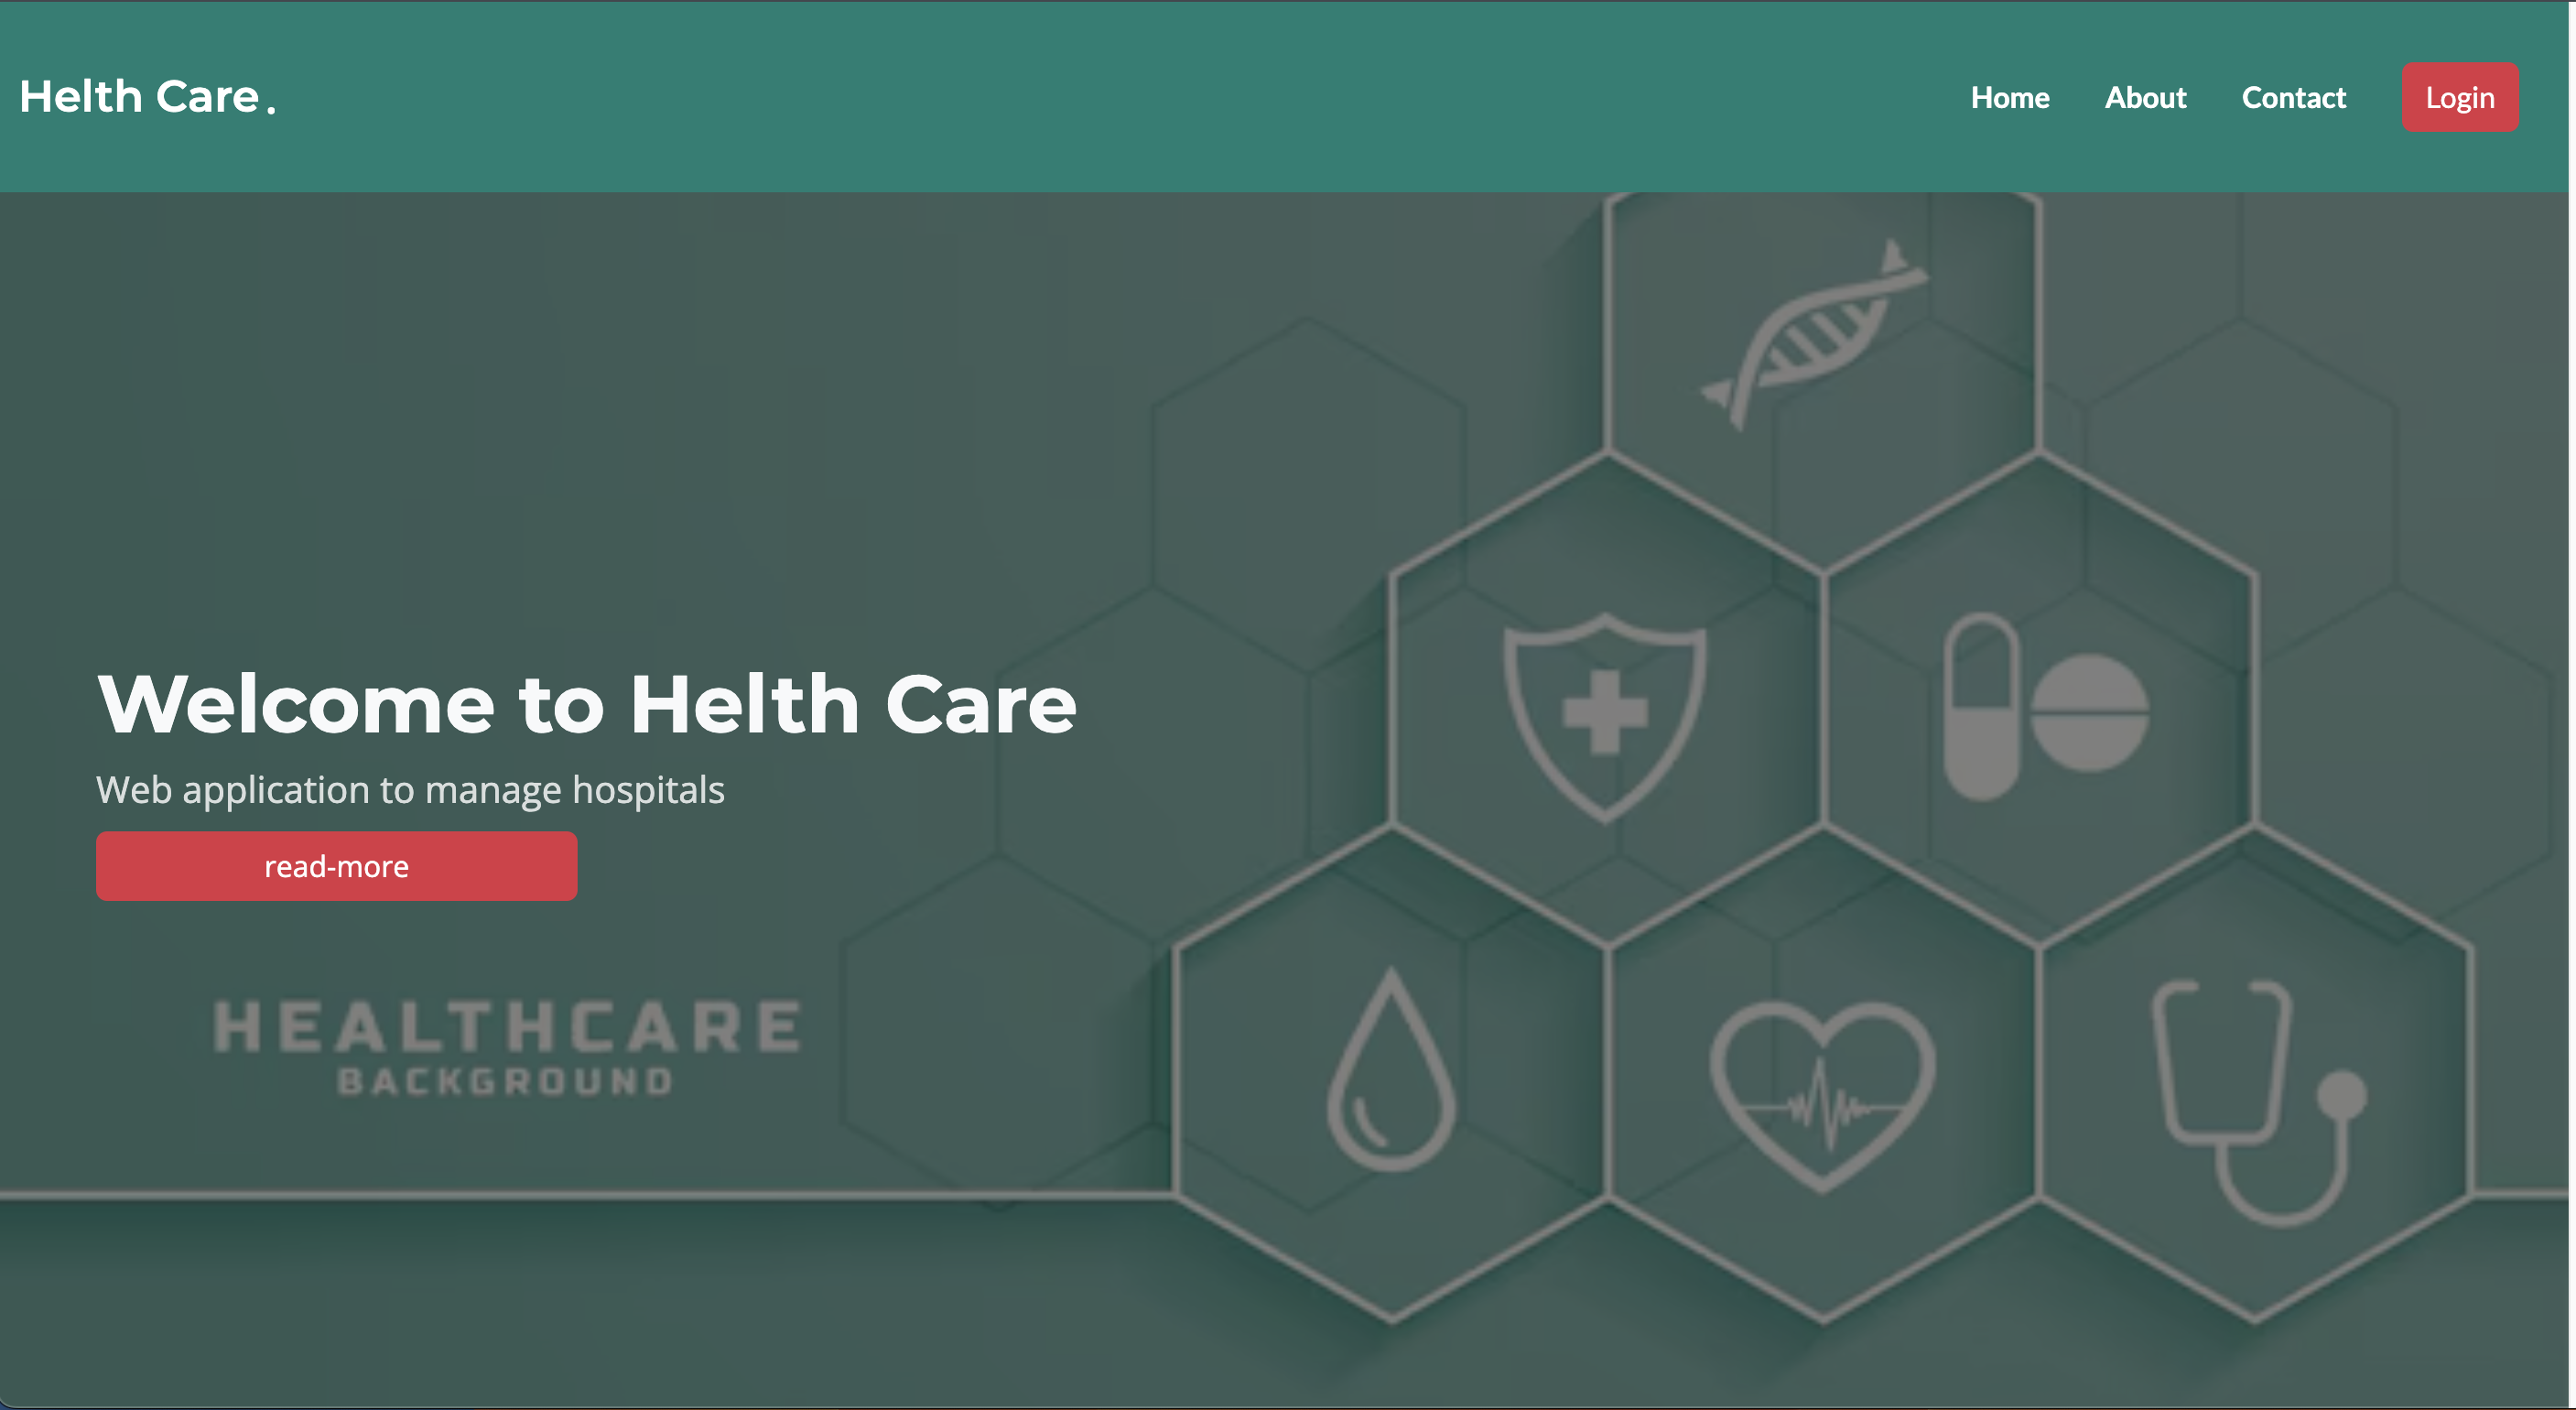 Helth Care.
Home About Contact Login
Welcome to Helth Care
Web application to manage hospitals
read-more
HEALTHCARE
BACKGROUND